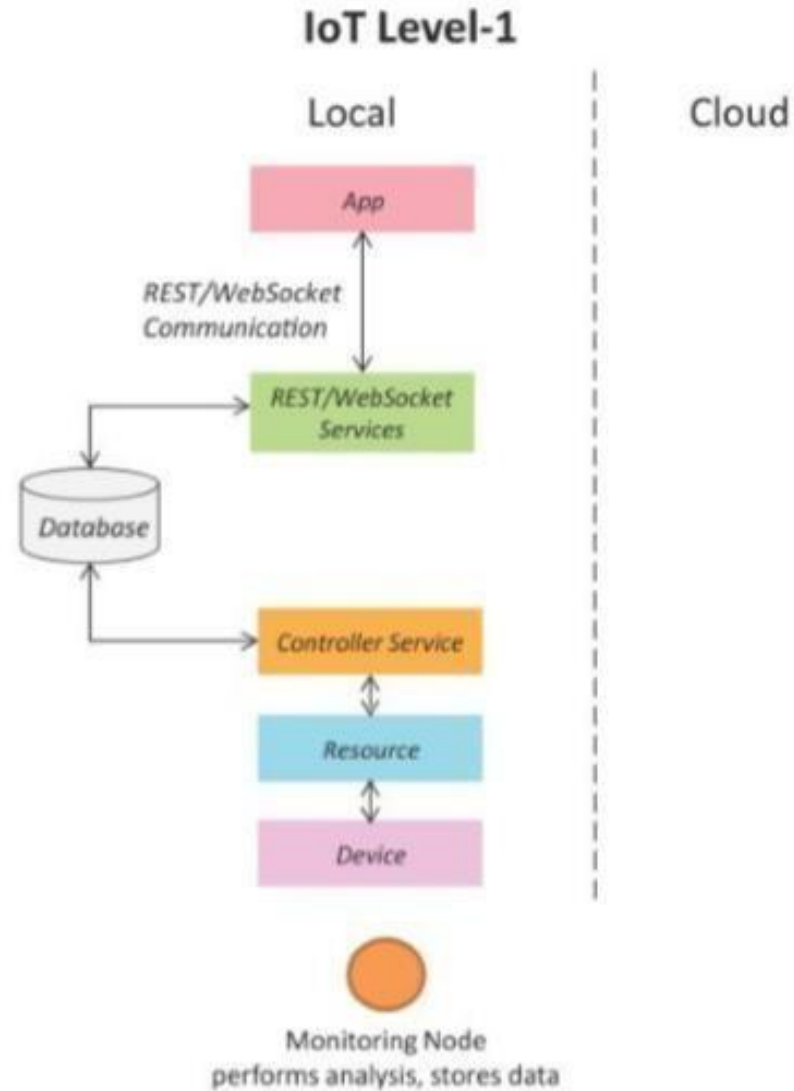 IoT Level-1
Local
Cloud
App
REST/WebSocket
Communication
REST/WebSocket
Services
Database
Controller Service
Resource
Device
Monitoring Node
performs analysis, stores data